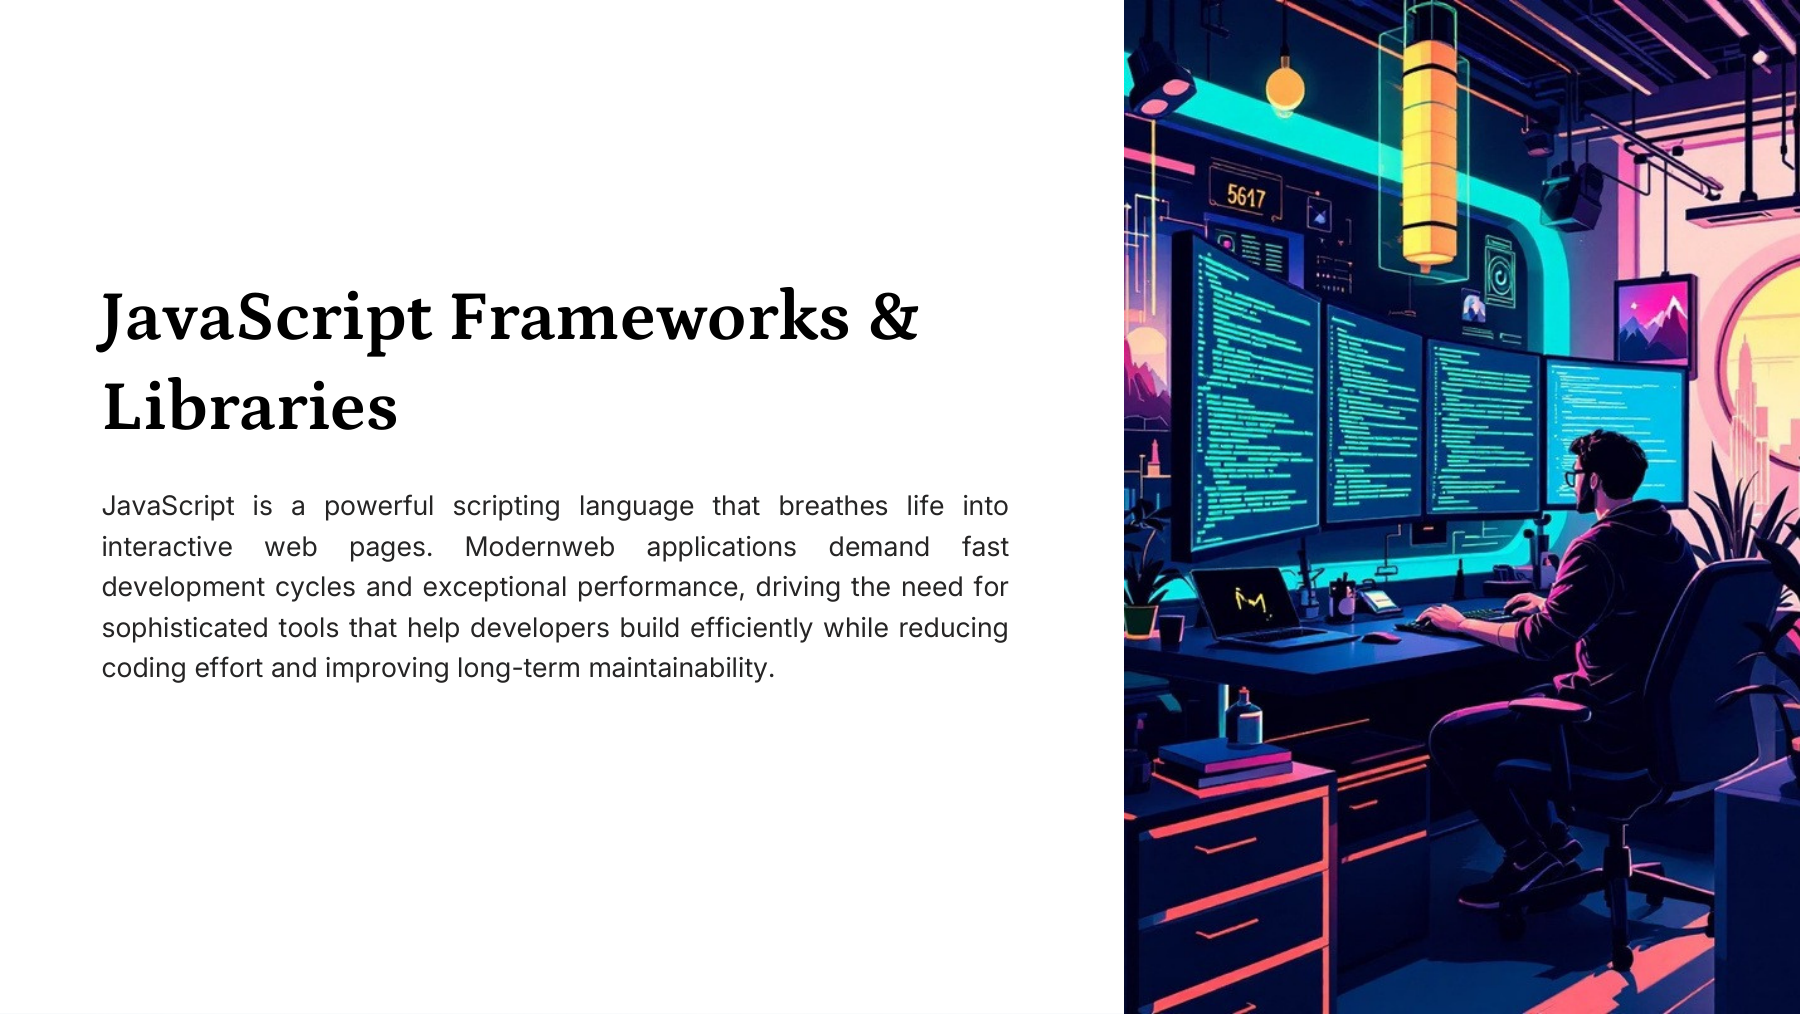 JavaScript Frameworks &
Libraries
JavaScript is a powerful scripting language that breathes life into
interactive web pages. Modernweb applications demand fast
development cycles and exceptional performance, driving the need for
sophisticated tools that help developers build efficiently while reducing
coding effort and improving long-term maintainability.
5617